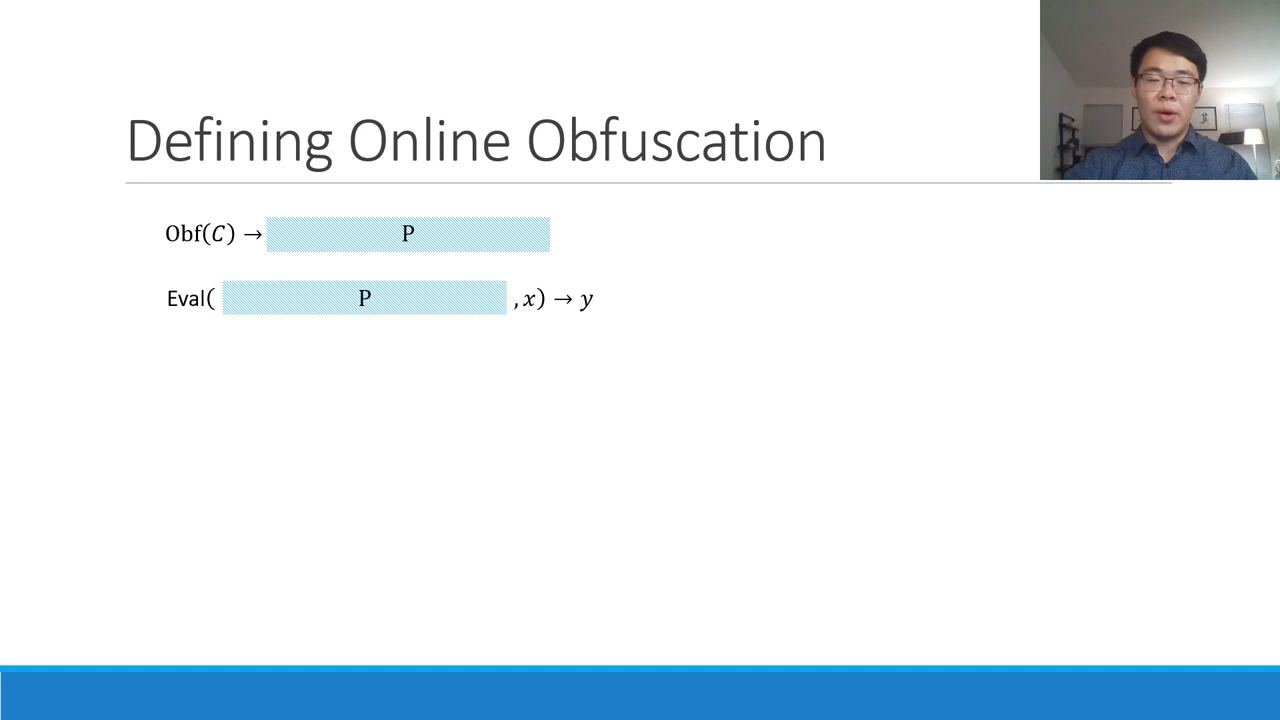 Defining Online Obfuscation
Obf(𝐶) → P
Eval( P , 𝑥) → 𝑦